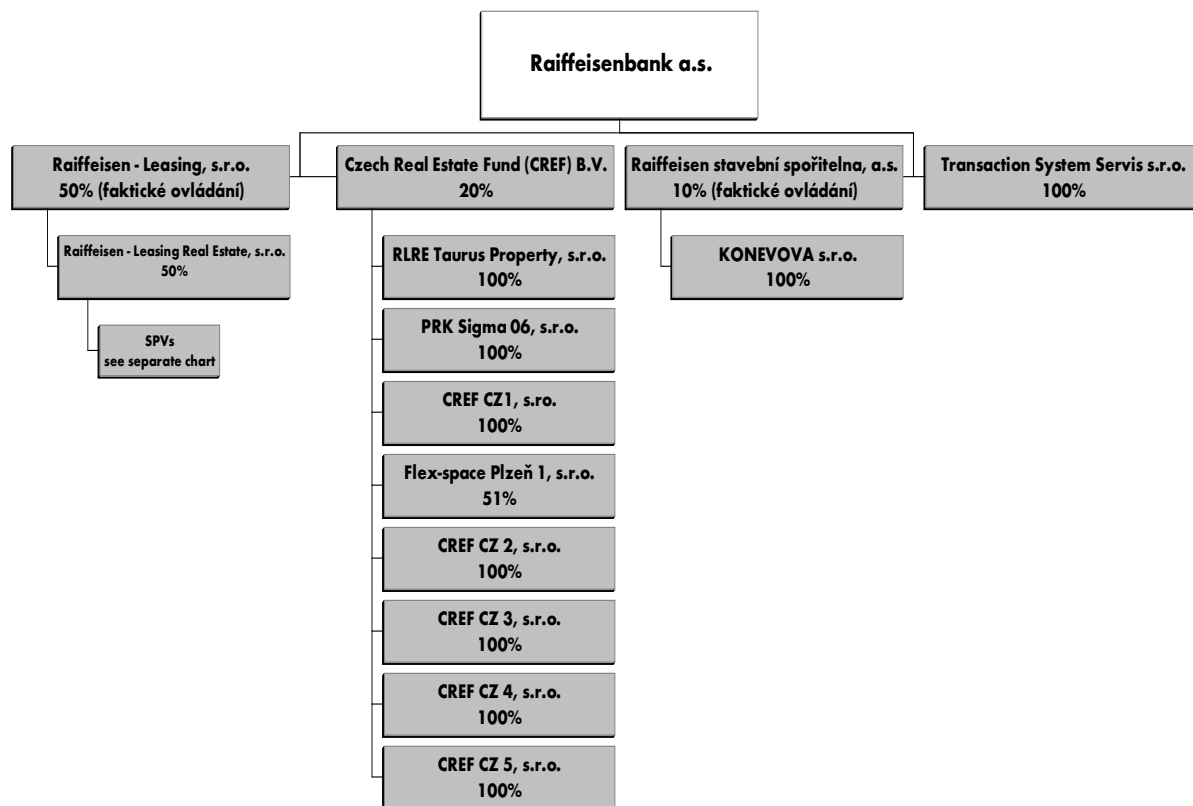 Raiffeisenbank a.s.
Raiffeisen - Leasing, s.r.o.
50% (faktické ovládání)
Czech Real Estate Fund (CREF) B.V.
20%
Raiffeisen stavební spořitelna, a.s.
10% (faktické ovládání)
Transaction System Servis s.r.o.
100%
Raiffeisen - Leasing Real Estate, s.r.o.
50%
SPVs
see separate chart
RLRE Taurus Property, s.r.o.
100%
PRK Sigma 06, s.r.o.
100%
CREF CZ1, s.ro.
100%
Flex-space Plzeň 1, s.r.o.
51%
CREF CZ 2, s.r.o.
100%
CREF CZ 3, s.r.o.
100%
CREF CZ 4, s.r.o.
100%
CREF CZ 5, s.r.o.
100%
KONEVOVA s.r.o.
100%